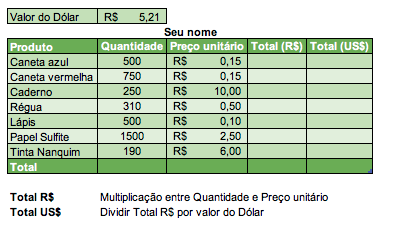 Valor do Dólar 5,21
Seu nome
Produto Quantidade Preço unitário Total (R$) Total (US$)
Caneta azul 500 R$ 0,15
Caneta vermelha 750 R$ 0,15
Caderno 250 R$ 10,00
Régua 310 R$ 0,50
Lápis 500 R$ 0,10
Papel Sulfite 1500 R$ 2,50
Tinta Nanquim 190 R$ 6,00
Total
Total R$ Multiplicação entre Quantidade e Preço unitário
Total US$ Dividir Total R$ por valor do Dólar